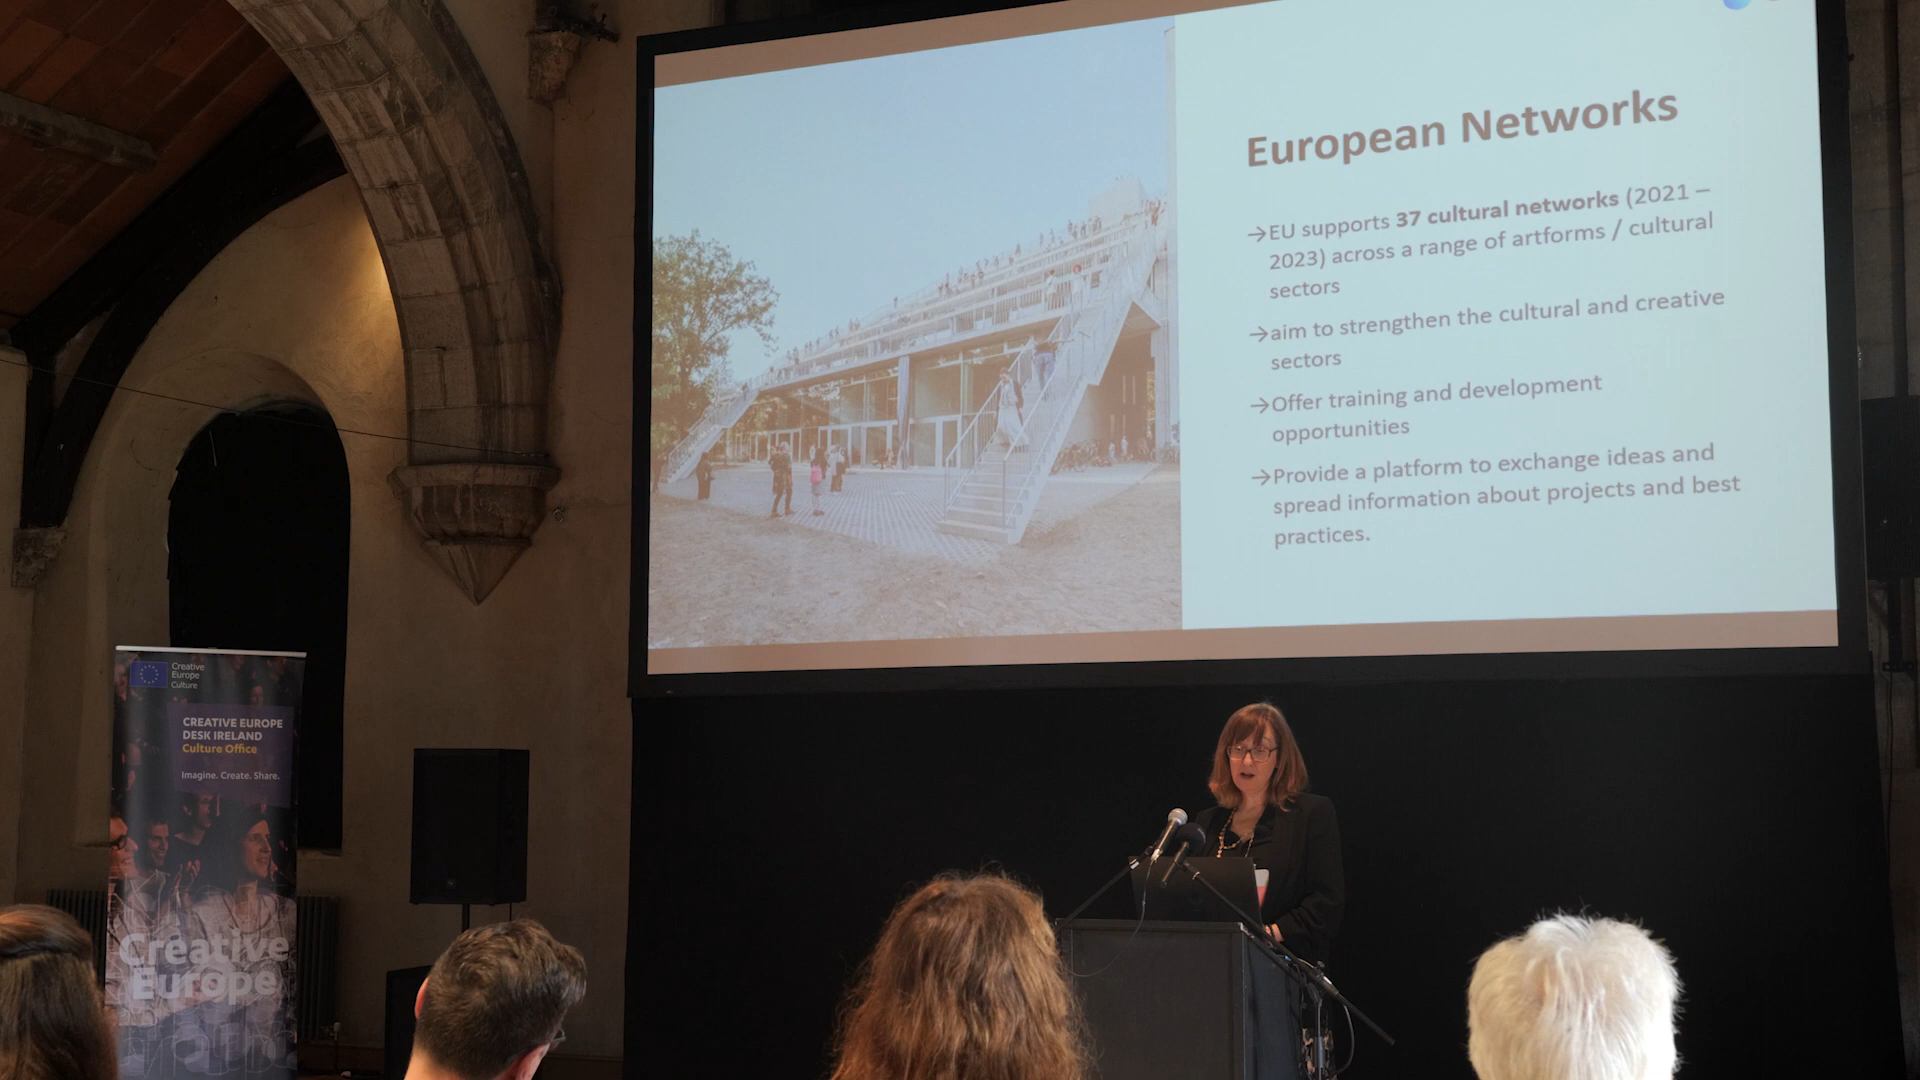 European Networks
→EU supports 37 cultural networks (2021 –
2023) across a range of artforms / cultural
sectors
→aim to strengthen the cultural and creative
sectors
→Offer training and development
opportunities
→Provide a platform to exchange ideas and
spread information about projects and best
practices.
Creative
Europe
Culture
CREATIVE EUROPE
DESK IRELAND
Culture Office
Imagine. Create. Share.
Creative
Europe